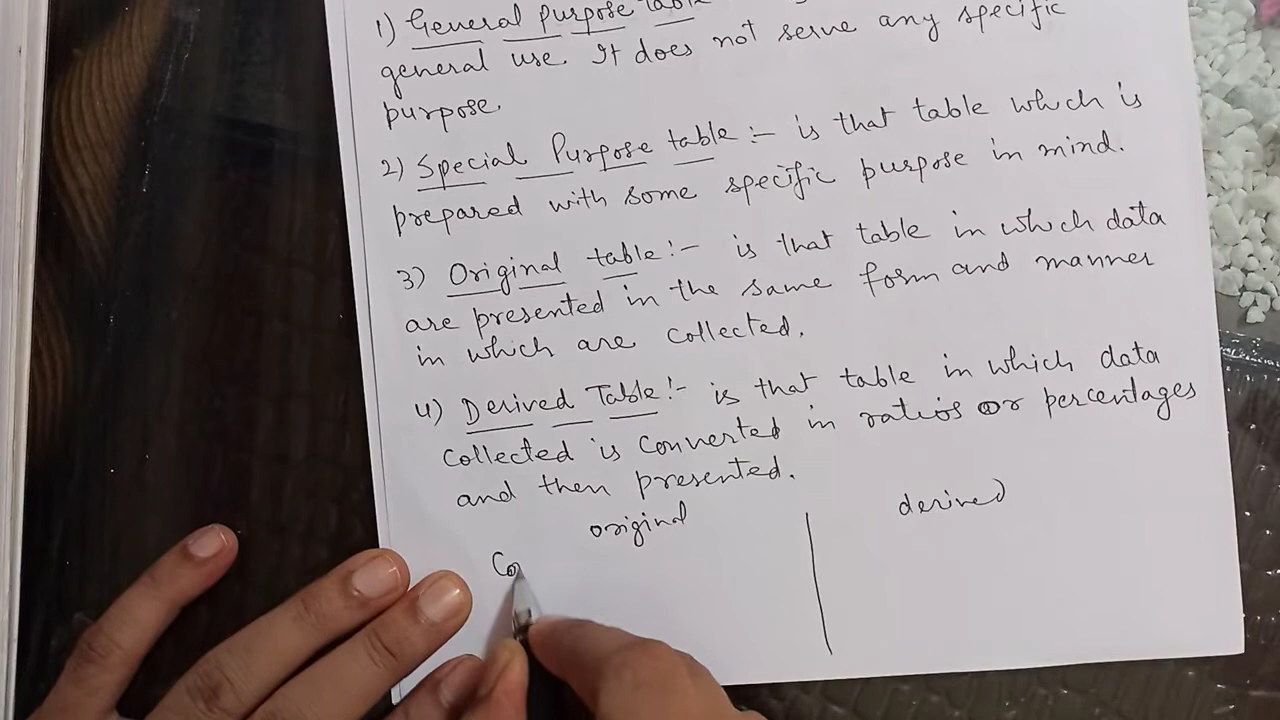 1) General purpose table
general use. It does not serve any specific
purpose.
2) Special Purpose table :- is that table which is
prepared with some specific purpose in mind.
3) Original table :- is that table in which data
are presented in the same form and manner
in which are collected.
4) Derived Table :- is that table in which data
collected is converted in ratios or percentages
and then presented.
original
derived
Co